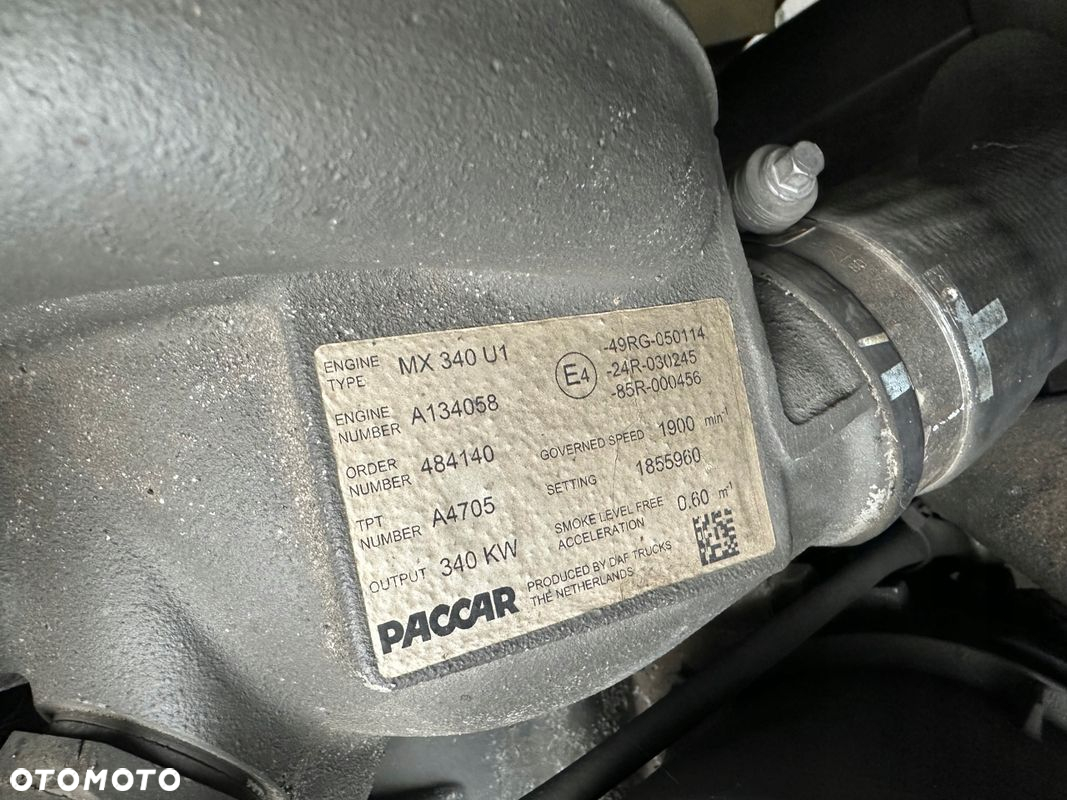 ENGINE TYPE MX 340 U1
E4
-49RG-050114
-24R-030245
-85R-000456
ENGINE NUMBER A134058
GOVERNED SPEED 1900 min-1
ORDER NUMBER 484140
SETTING 1855960
TPT NUMBER A4705
SMOKE LEVEL FREE ACCELERATION 0.60 m-1
OUTPUT 340 KW
PACCAR
PRODUCED BY DAF TRUCKS
THE NETHERLANDS
OTOMOTO